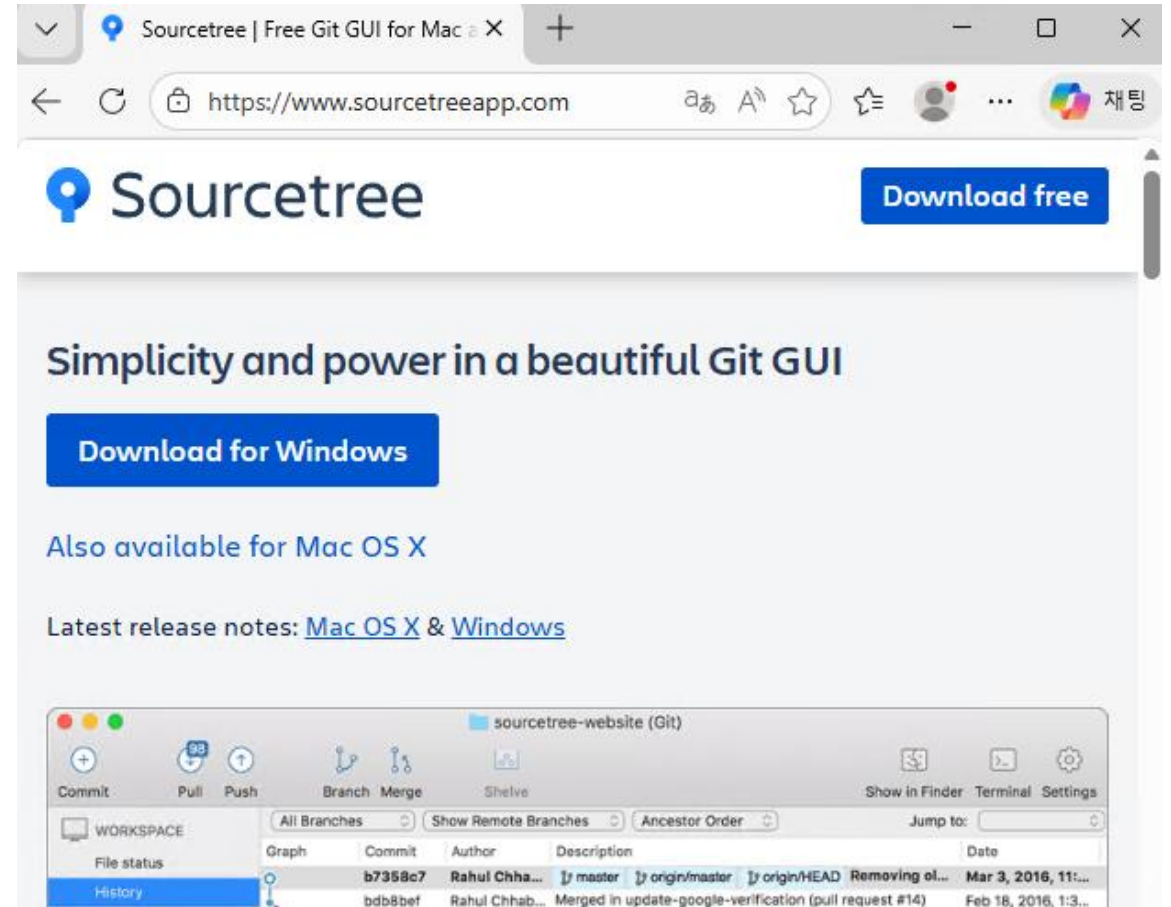 Sourcetree | Free Git GUI for Mac a
https://www.sourcetreeapp.com
채팅
Sourcetree
Download free
Simplicity and power in a beautiful Git GUI
Download for Windows
Also available for Mac OS X
Latest release notes: Mac OS X & Windows
sourcetree-website (Git)
98
Commit Pull Push Branch Merge Shelve Show in Finder Terminal Settings
WORKSPACE
All Branches Show Remote Branches Ancestor Order Jump to:
File status
Graph Commit Author Description Date
b7358c7 Rahul Chha... master origin/master origin/HEAD Removing ol... Mar 3, 2016, 11:...
History
bdb8bef Rahul Chhab... Merged in update-google-verification (pull request #14) Feb 18, 2016, 1:3...